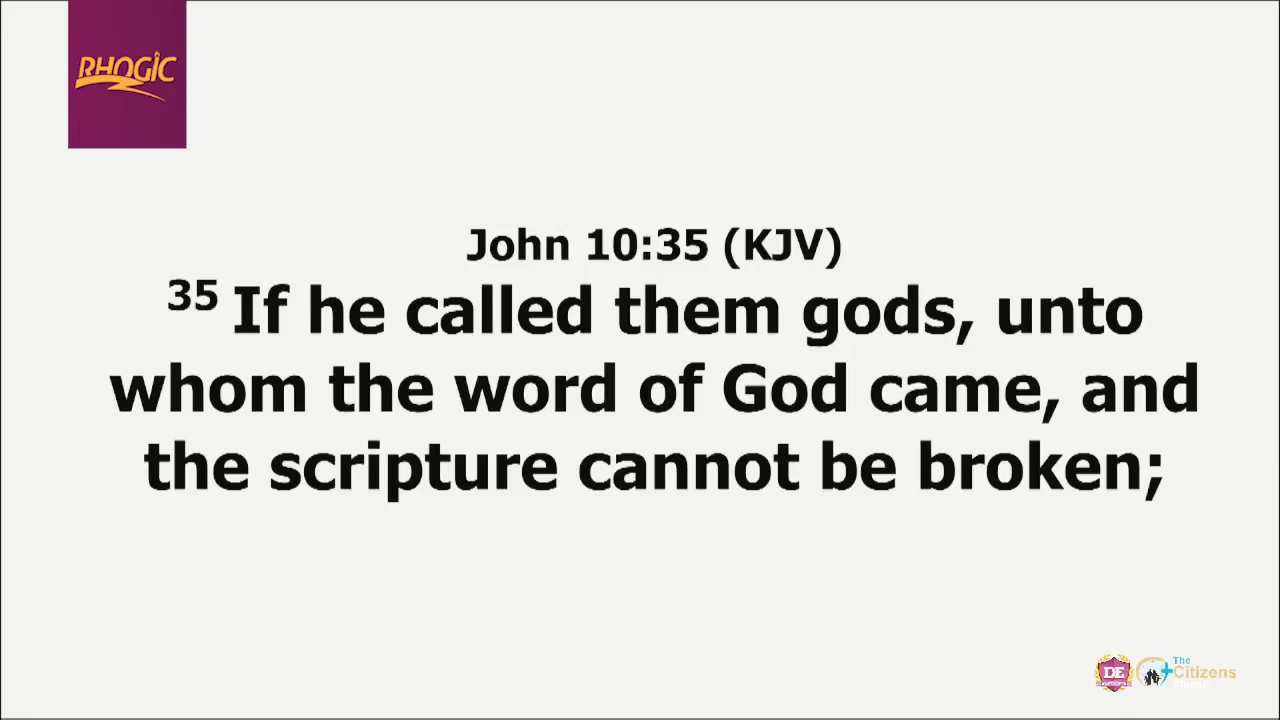 RHOGIC
John 10:35 (KJV)
35 If he called them gods, unto
whom the word of God came, and
the scripture cannot be broken;
DE
The
Citizens